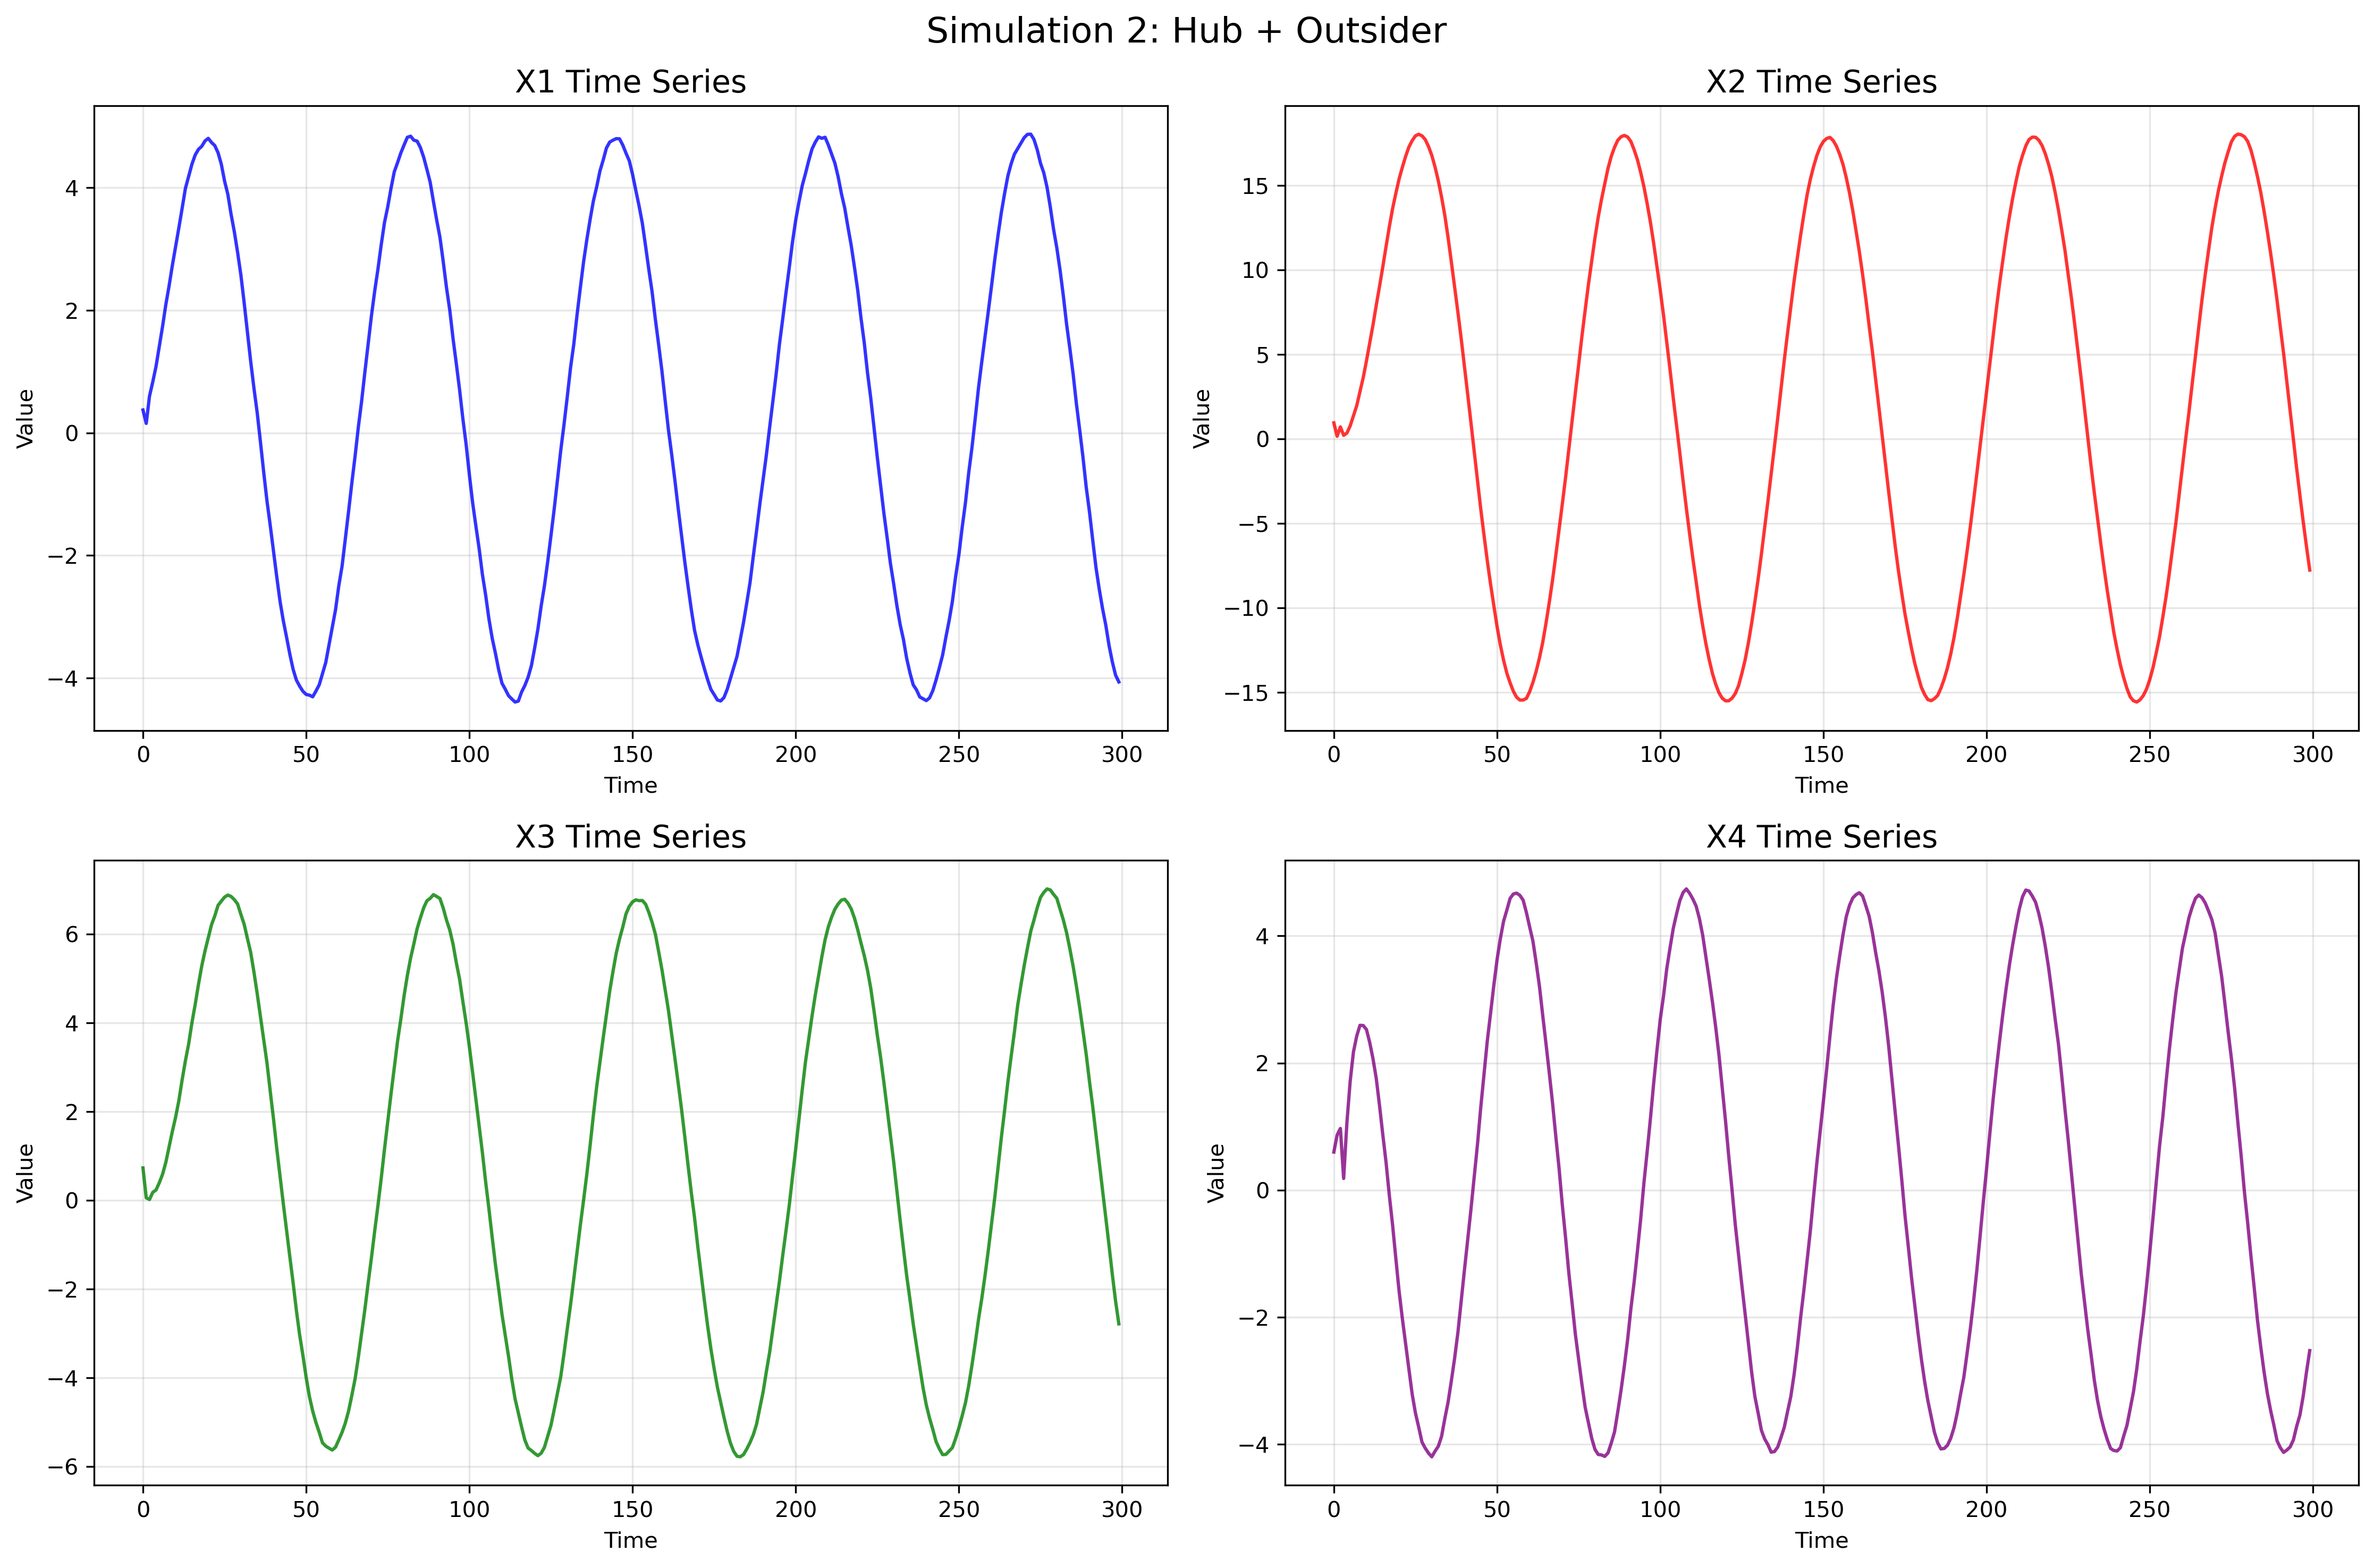 Simulation 2: Hub + Outsider
X1 Time Series
Value
4
2
0
−2
−4
0 50 100 150 200 250 300
Time
X2 Time Series
Value
15
10
5
0
−5
−10
−15
0 50 100 150 200 250 300
Time
X3 Time Series
Value
6
4
2
0
−2
−4
−6
0 50 100 150 200 250 300
Time
X4 Time Series
Value
4
2
0
−2
−4
0 50 100 150 200 250 300
Time